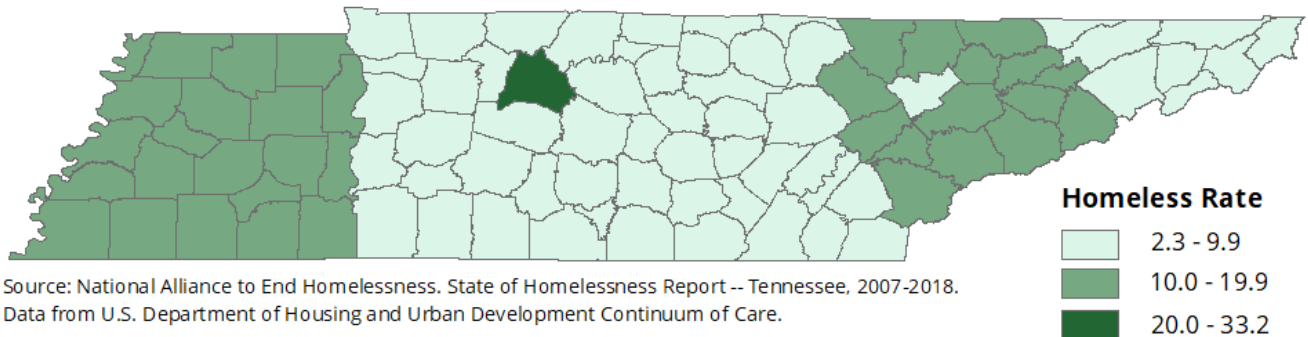 Homeless Rate
2.3 - 9.9
10.0 - 19.9
20.0 - 33.2
Source: National Alliance to End Homelessness. State of Homelessness Report -- Tennessee, 2007-2018.
Data from U.S. Department of Housing and Urban Development Continuum of Care.